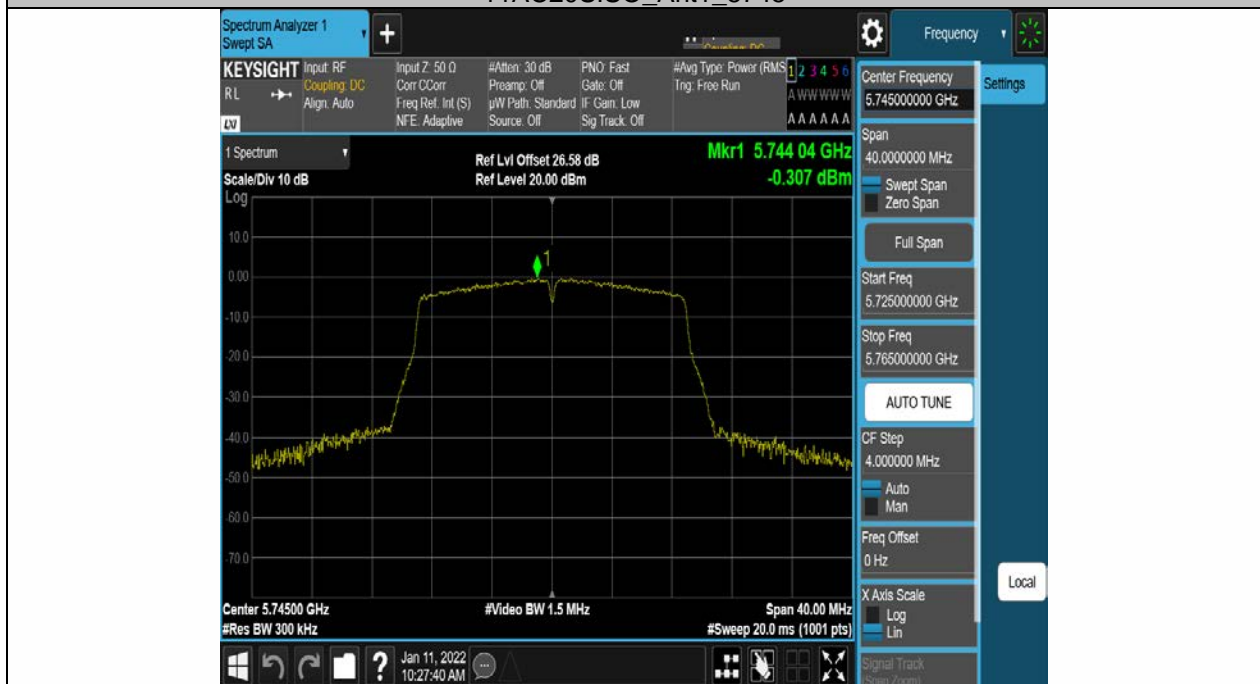 Spectrum Analyzer 1
Swept SA
+
Frequency
KEYSIGHT
RL
LXI
Input: RF
Coupling: DC
Align: Auto
Input Z: 50 Ω
Corr CCorr
Freq Ref: Int (S)
NFE: Adaptive
#Atten: 30 dB
Preamp: Off
µW Path: Standard
Source: Off
PNO: Fast
Gate: Off
IF Gain: Low
Sig Track: Off
#Avg Type: Power (RMS
Trig: Free Run
1 2 3 4 5 6
A W W W W W
A A A A A A
1 Spectrum
Scale/Div 10 dB
Ref Lvl Offset 26.58 dB
Ref Level 20.00 dBm
Mkr1 5.744 04 GHz
-0.307 dBm
Log
10.0
0.00
-10.0
-20.0
-30.0
-40.0
-50.0
-60.0
-70.0
1
Center 5.74500 GHz
#Res BW 300 kHz
#Video BW 1.5 MHz
Span 40.00 MHz
#Sweep 20.0 ms (1001 pts)
Center Frequency
5.745000000 GHz
Settings
Span
40.0000000 MHz
Swept Span
Zero Span
Full Span
Start Freq
5.725000000 GHz
Stop Freq
5.765000000 GHz
AUTO TUNE
CF Step
4.000000 MHz
Auto
Man
Freq Offset
0 Hz
X Axis Scale
Log
Lin
Local
Signal Track
(Span Zoom)
?
Jan 11, 2022
10:27:40 AM